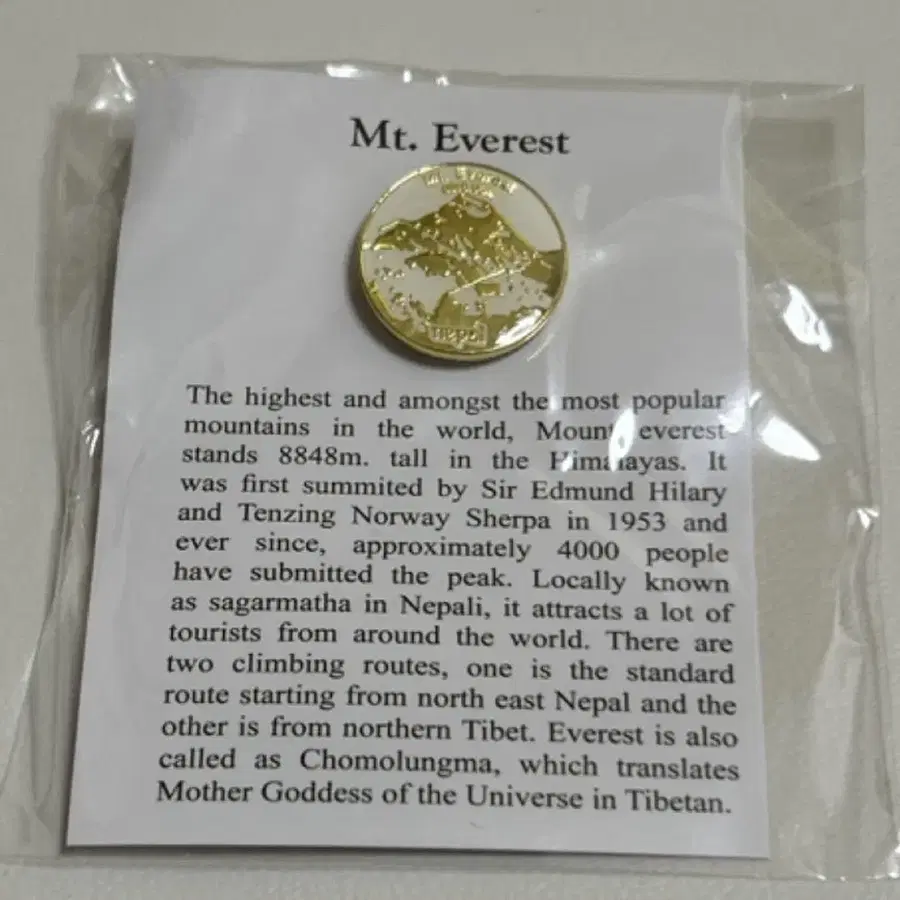 Mt. Everest
Mt. Everest
nepal
The highest and amongst the most popular
mountains in the world, Mount everest
stands 8848m. tall in the Himalayas. It
was first summited by Sir Edmund Hilary
and Tenzing Norway Sherpa in 1953 and
ever since, approximately 4000 people
have submitted the peak. Locally known
as sagarmatha in Nepali, it attracts a lot of
tourists from around the world. There are
two climbing routes, one is the standard
route starting from north east Nepal and the
other is from northern Tibet. Everest is also
called as Chomolungma, which translates
Mother Goddess of the Universe in Tibetan.